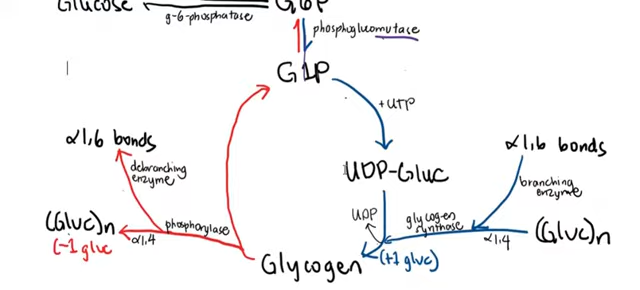 Glucose
g-6-phosphatase
G6P
phosphoglucomutase
G1P
+UTP
α1,6 bonds
debranching
enzyme
UDP-Gluc
α1,6 bonds
branching
enzyme
UDP
glycogen
synthase
(Gluc)n
(-1 gluc
α1,4
phosphorylase
α1,4
(Gluc)n
Glycogen
(+1 gluc)